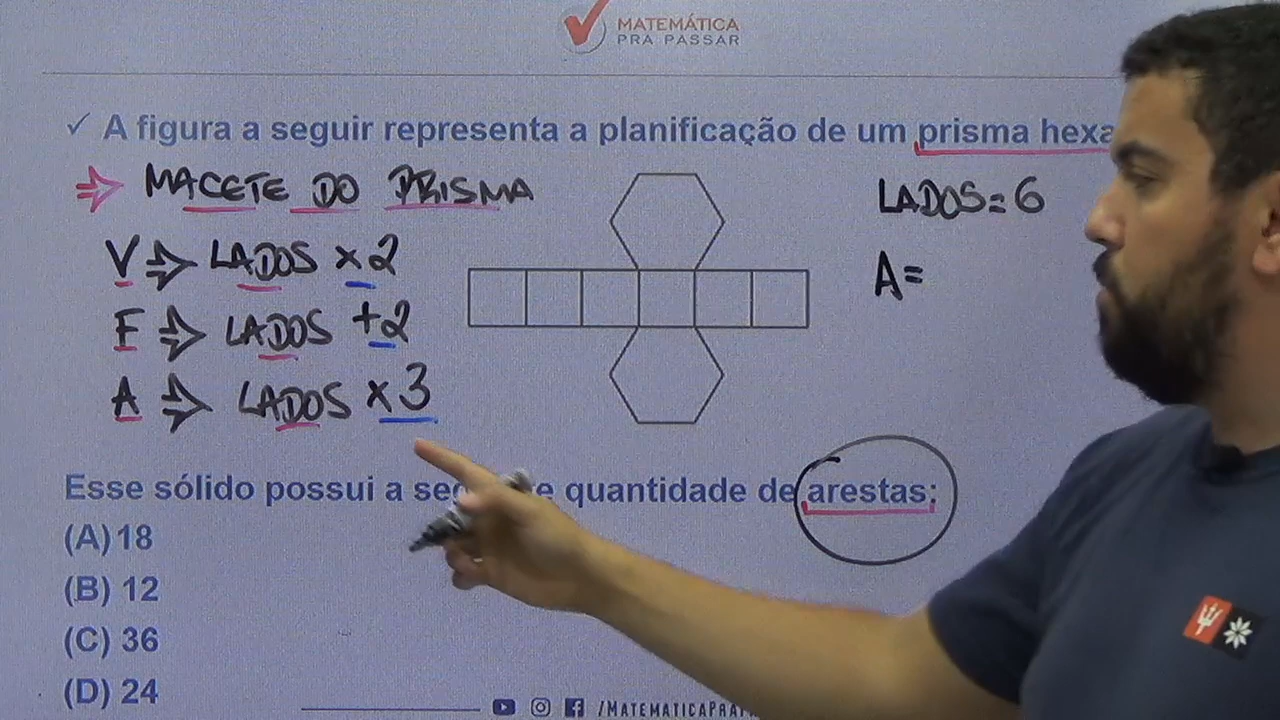 MATEMÁTICA
PRA PASSAR
✓ A figura a seguir representa a planificação de um prisma hexa
⇒ MACETE DO PRISMA
LADOS = 6
V ⇒ LADOS × 2
A =
F ⇒ LADOS + 2
A ⇒ LADOS × 3
Esse sólido possui a se e quantidade de arestas:
(A) 18
(B) 12
(C) 36
(D) 24
/MATEMATICAPRA